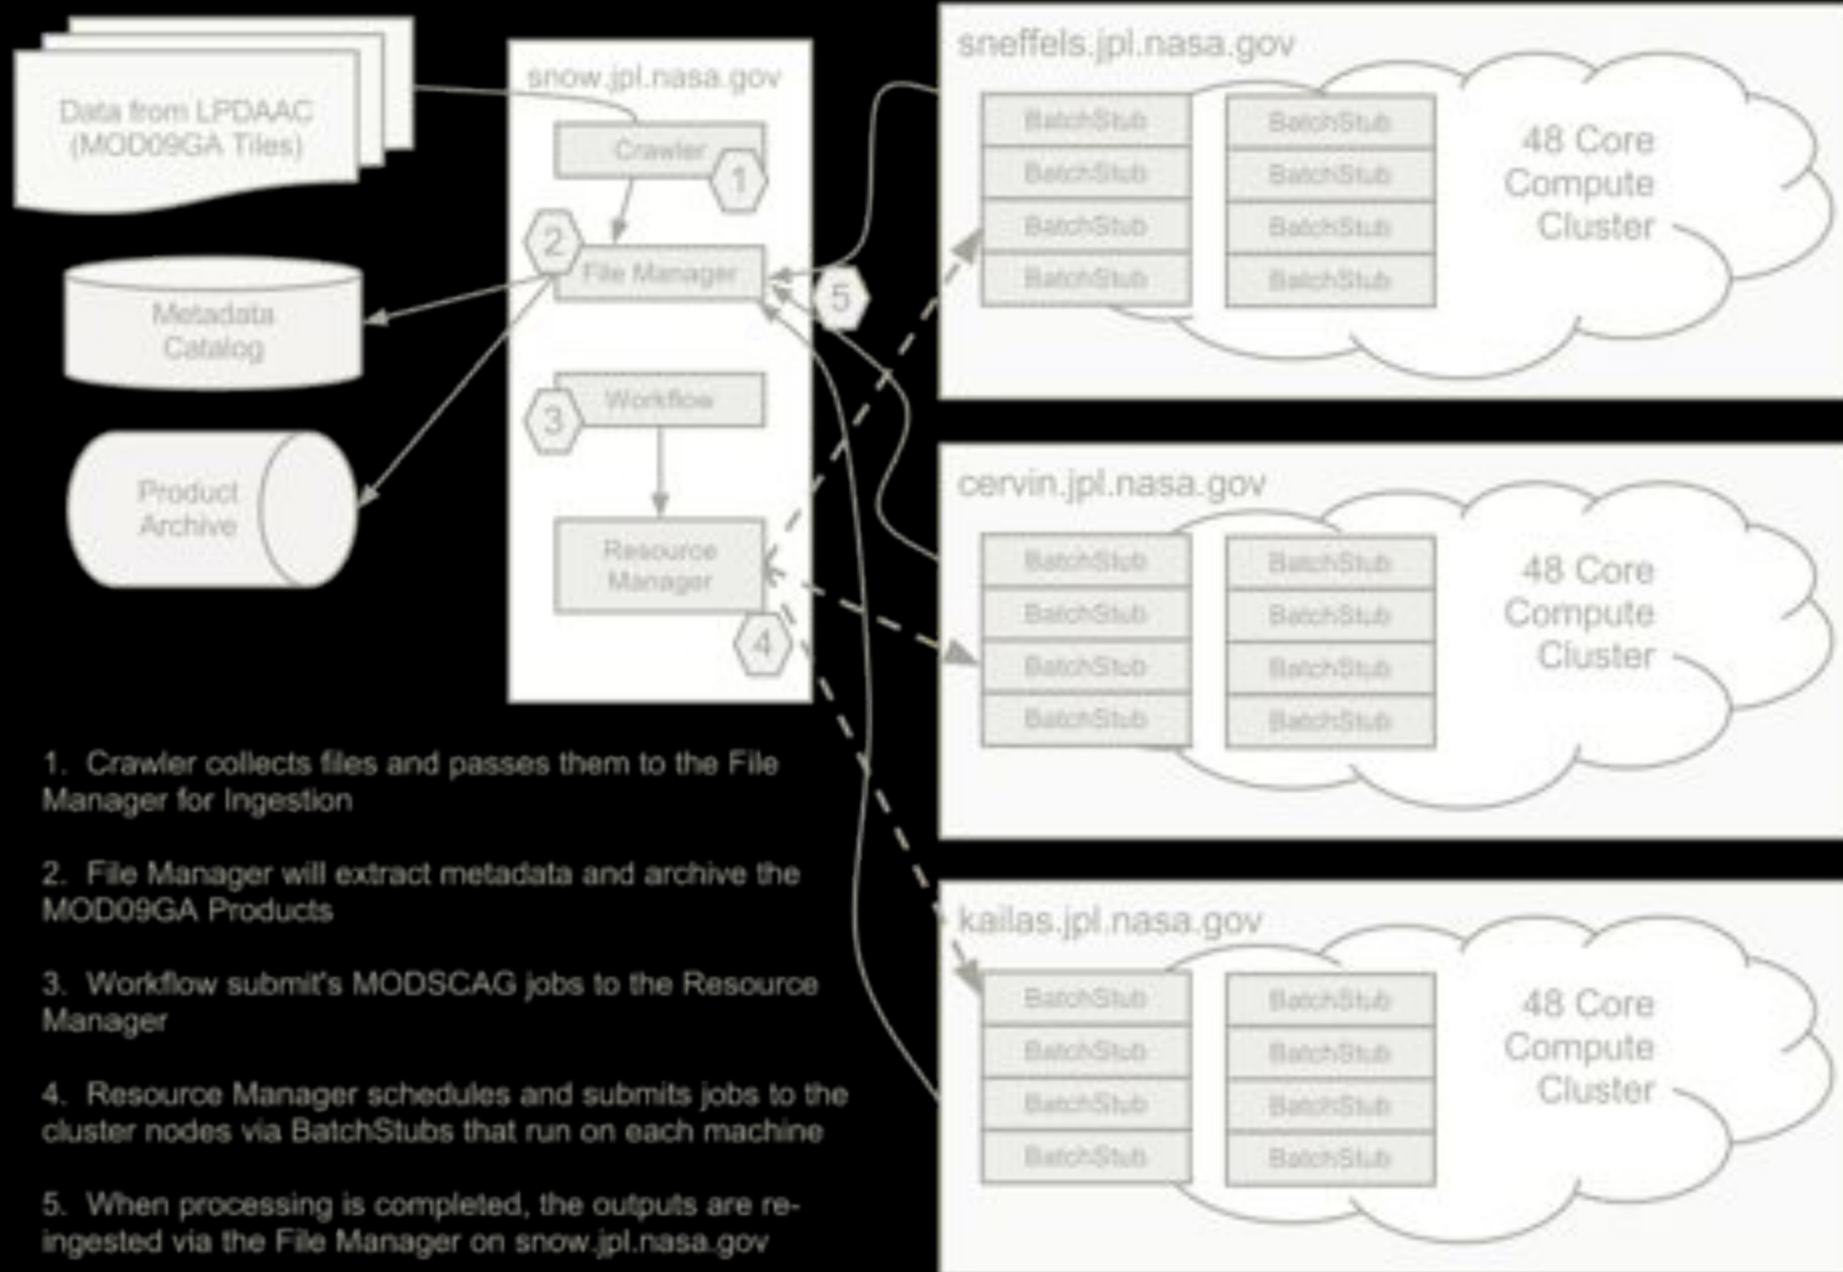 Data from LPDAAC
(MOD09GA Tiles)
Metadata
Catalog
Product
Archive
snow.jpl.nasa.gov
Crawler
1
2
File Manager
5
3
Workflow
Resource
Manager
4
sneffels.jpl.nasa.gov
BatchStub
BatchStub
BatchStub
BatchStub
BatchStub
BatchStub
BatchStub
BatchStub
48 Core
Compute
Cluster
cervin.jpl.nasa.gov
BatchStub
BatchStub
BatchStub
BatchStub
BatchStub
BatchStub
BatchStub
BatchStub
48 Core
Compute
Cluster
kailas.jpl.nasa.gov
BatchStub
BatchStub
BatchStub
BatchStub
BatchStub
BatchStub
BatchStub
BatchStub
48 Core
Compute
Cluster
1. Crawler collects files and passes them to the File
Manager for Ingestion
2. File Manager will extract metadata and archive the
MOD09GA Products
3. Workflow submit's MODSCAG jobs to the Resource
Manager
4. Resource Manager schedules and submits jobs to the
cluster nodes via BatchStubs that run on each machine
5. When processing is completed, the outputs are re-
ingested via the File Manager on snow.jpl.nasa.gov